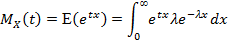 M_X(t) = E(e^{tx}) = ∫_0^∞ e^{tx} λe^{−λx} dx